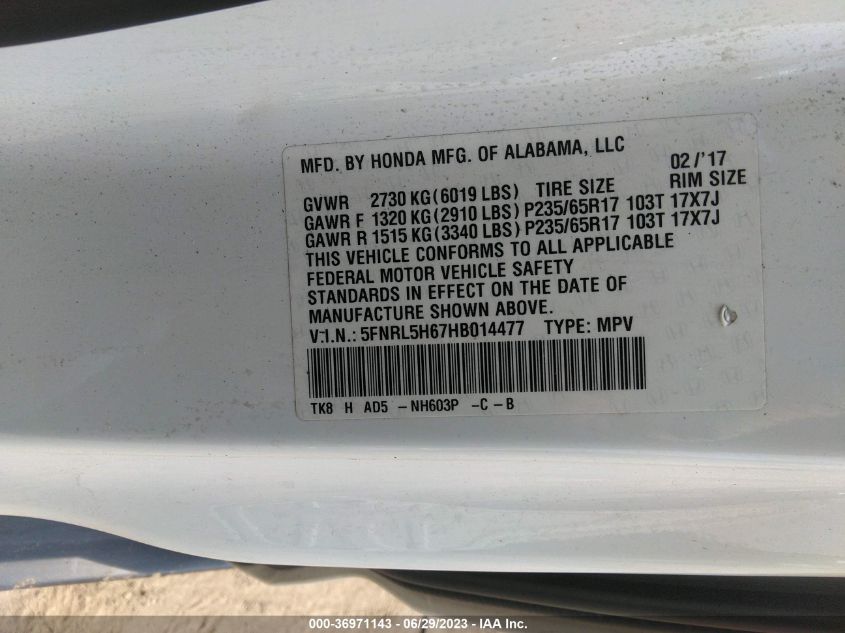 MFD. BY HONDA MFG. OF ALABAMA, LLC 02/'17
GVWR 2730 KG(6019 LBS) TIRE SIZE RIM SIZE
GAWR F 1320 KG(2910 LBS) P235/65R17 103T 17X7J
GAWR R 1515 KG(3340 LBS) P235/65R17 103T 17X7J
THIS VEHICLE CONFORMS TO ALL APPLICABLE
FEDERAL MOTOR VEHICLE SAFETY
STANDARDS IN EFFECT ON THE DATE OF
MANUFACTURE SHOWN ABOVE.
V.I.N.: 5FNRL5H67HB014477 TYPE: MPV
TK8 H AD5 -NH603P -C-B
000-36971143 - 06/29/2023 - IAA Inc.